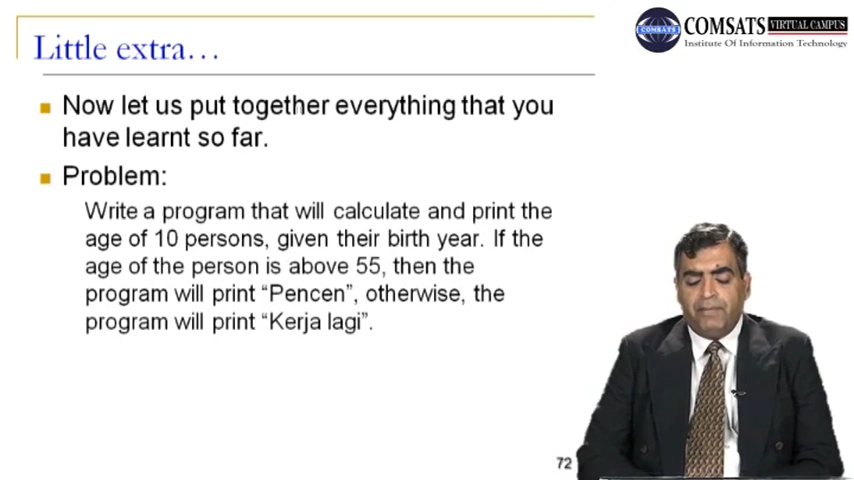 COMSATS VIRTUAL CAMPUS
COMSATS
Institute Of Information Technology
Little extra…
Now let us put together everything that you
have learnt so far.
Problem:
Write a program that will calculate and print the
age of 10 persons, given their birth year. If the
age of the person is above 55, then the
program will print “Pencen”, otherwise, the
program will print “Kerja lagi”.
72